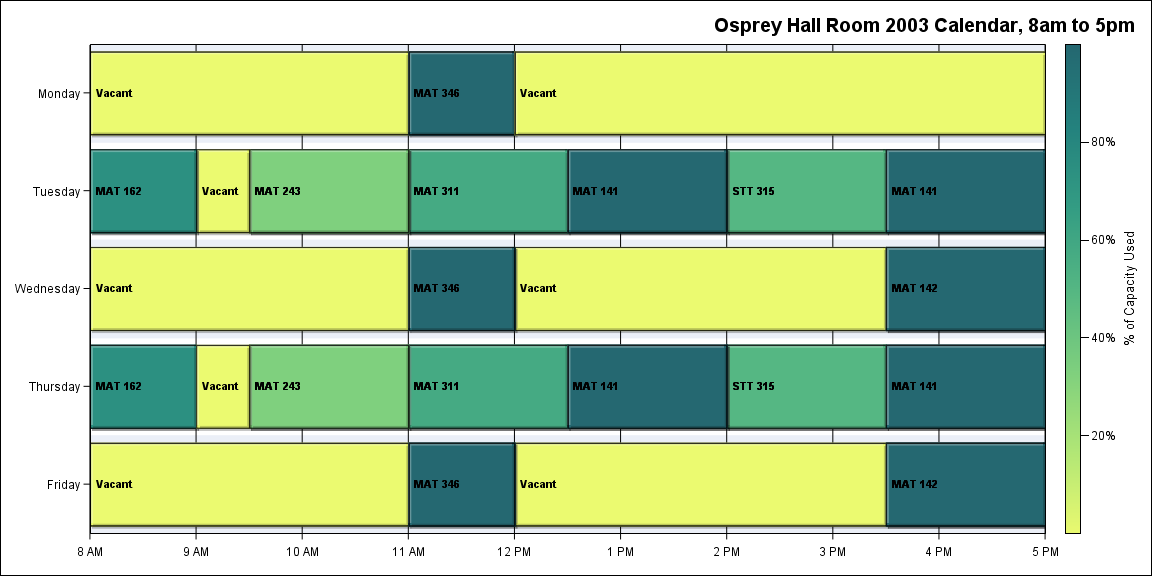 Osprey Hall Room 2003 Calendar, 8am to 5pm
Monday
Vacant
MAT 346
Vacant
Tuesday
MAT 162
Vacant
MAT 243
MAT 311
MAT 141
STT 315
MAT 141
Wednesday
Vacant
MAT 346
Vacant
MAT 142
Thursday
MAT 162
Vacant
MAT 243
MAT 311
MAT 141
STT 315
MAT 141
Friday
Vacant
MAT 346
Vacant
MAT 142
8 AM
9 AM
10 AM
11 AM
12 PM
1 PM
2 PM
3 PM
4 PM
5 PM
80%
60%
40%
20%
% of Capacity Used